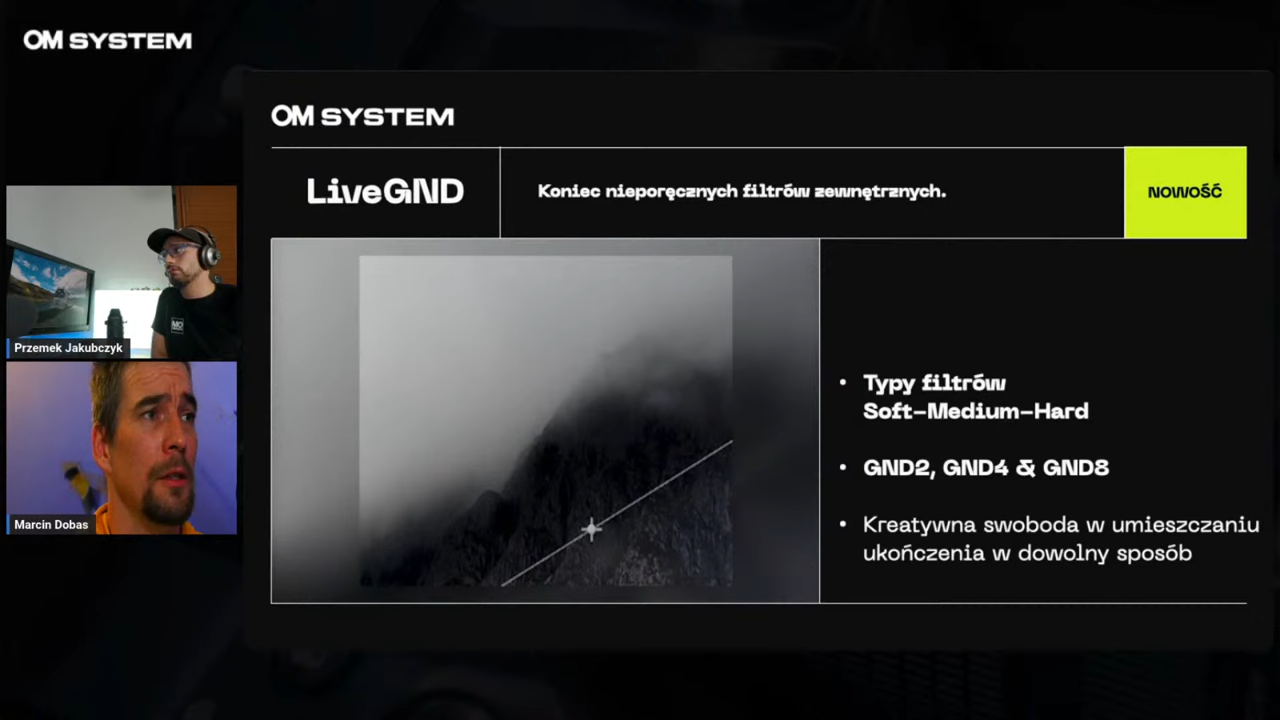 OM SYSTEM
OM SYSTEM
LiveGND
Koniec nieporęcznych filtrów zewnętrznych.
NOWOŚĆ
Przemek Jakubczyk
Marcin Dobas
• Typy filtrów
Soft-Medium-Hard
• GND2, GND4 & GND8
• Kreatywna swoboda w umieszczaniu
ukończenia w dowolny sposób